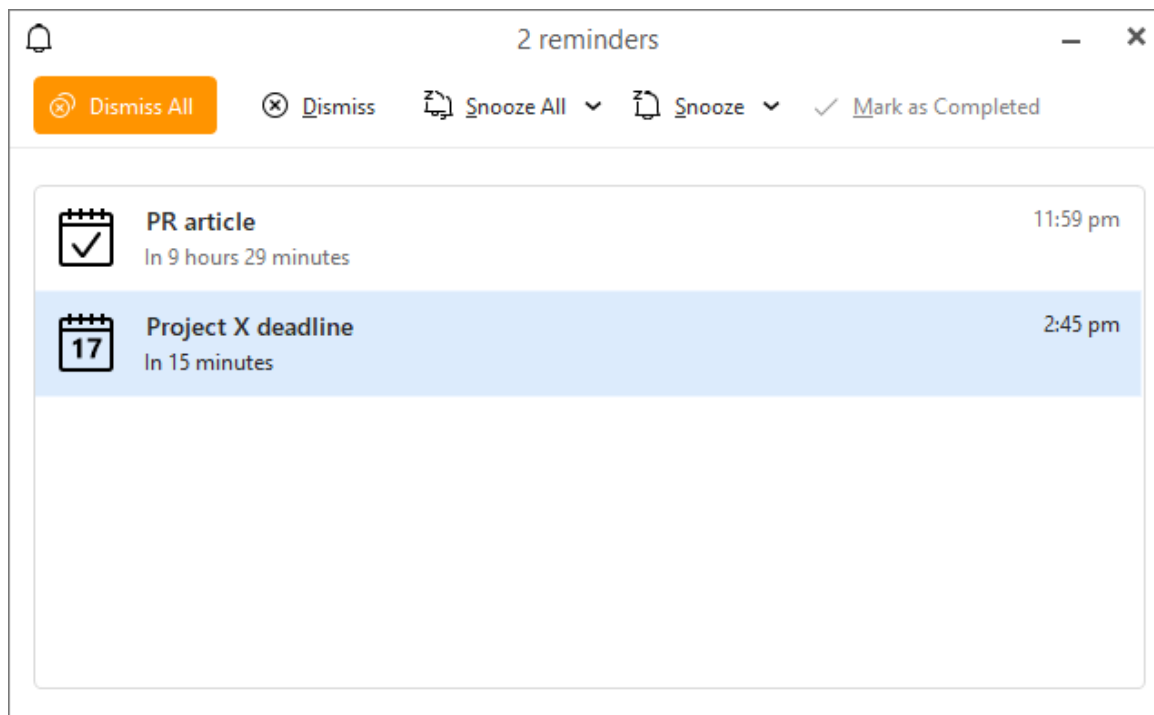 2 reminders
Dismiss All Dismiss Snooze All Snooze Mark as Completed
PR article 11:59 pm
In 9 hours 29 minutes
17 Project X deadline 2:45 pm
In 15 minutes